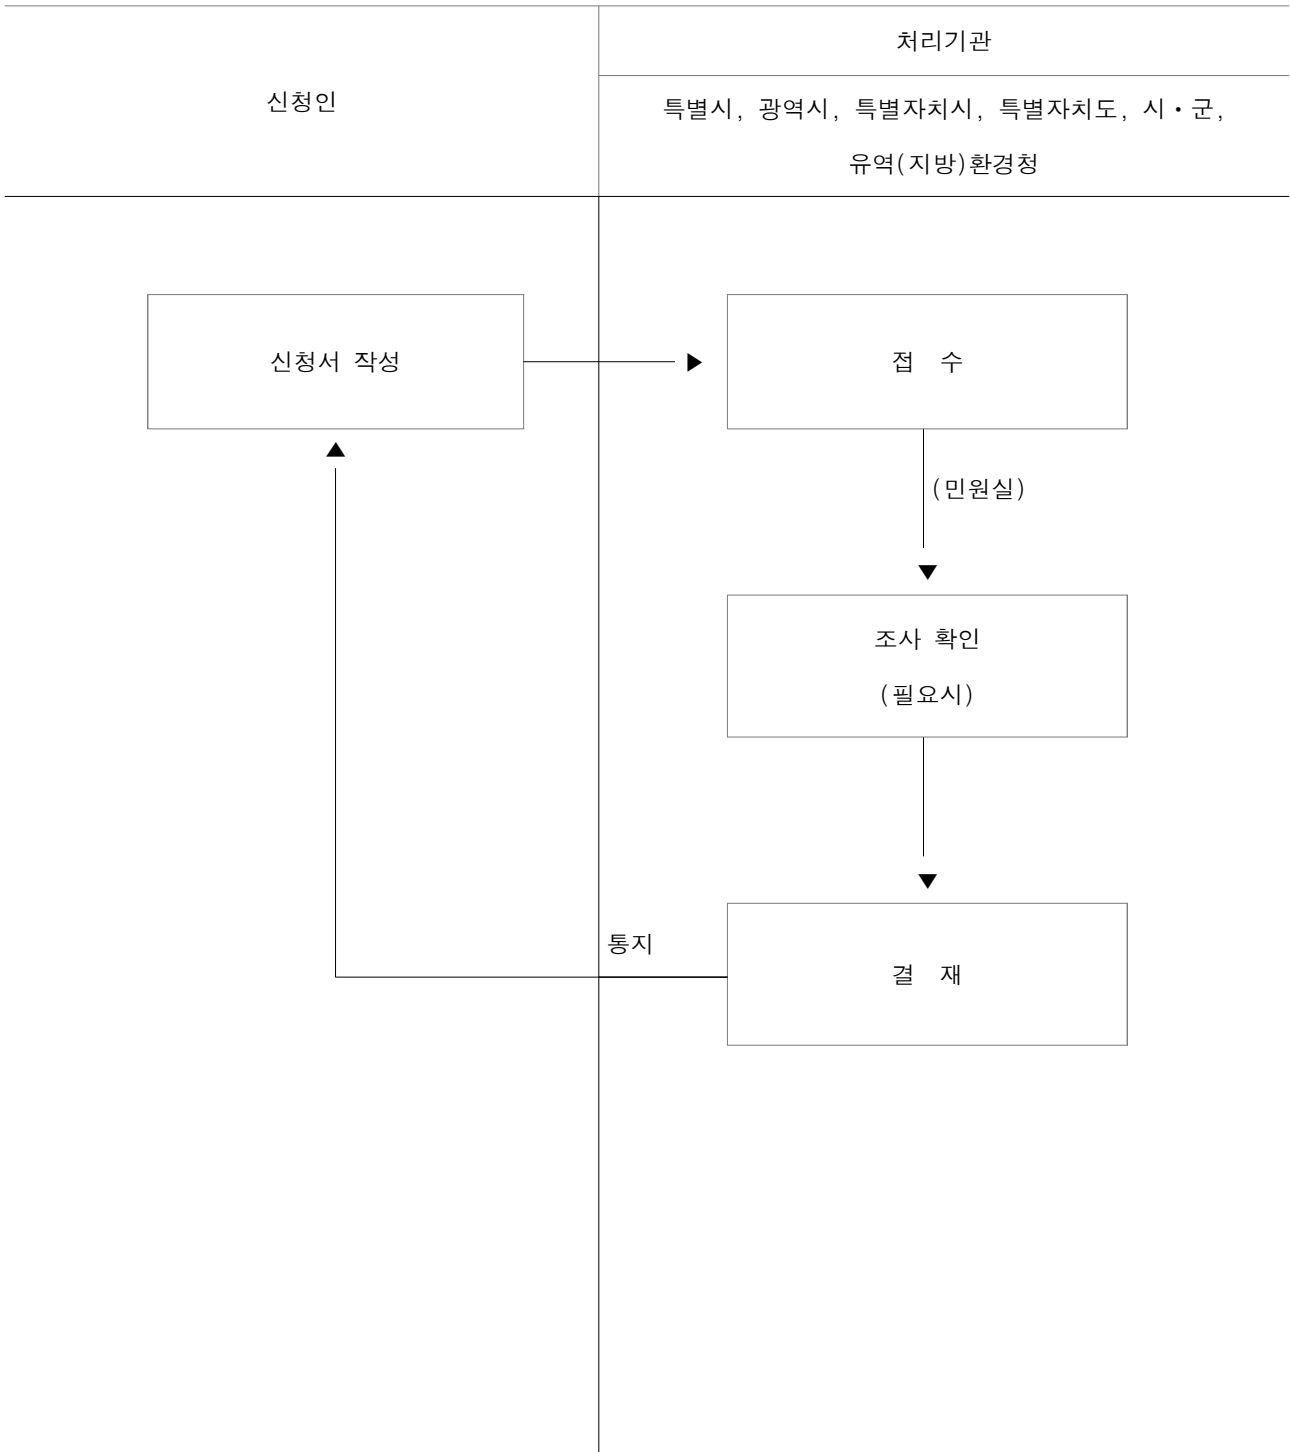 신청인
처리기관
특별시, 광역시, 특별자치시, 특별자치도, 시・군,
유역(지방)환경청
신청서 작성
접 수
(민원실)
조사 확인
(필요시)
통지
결 재